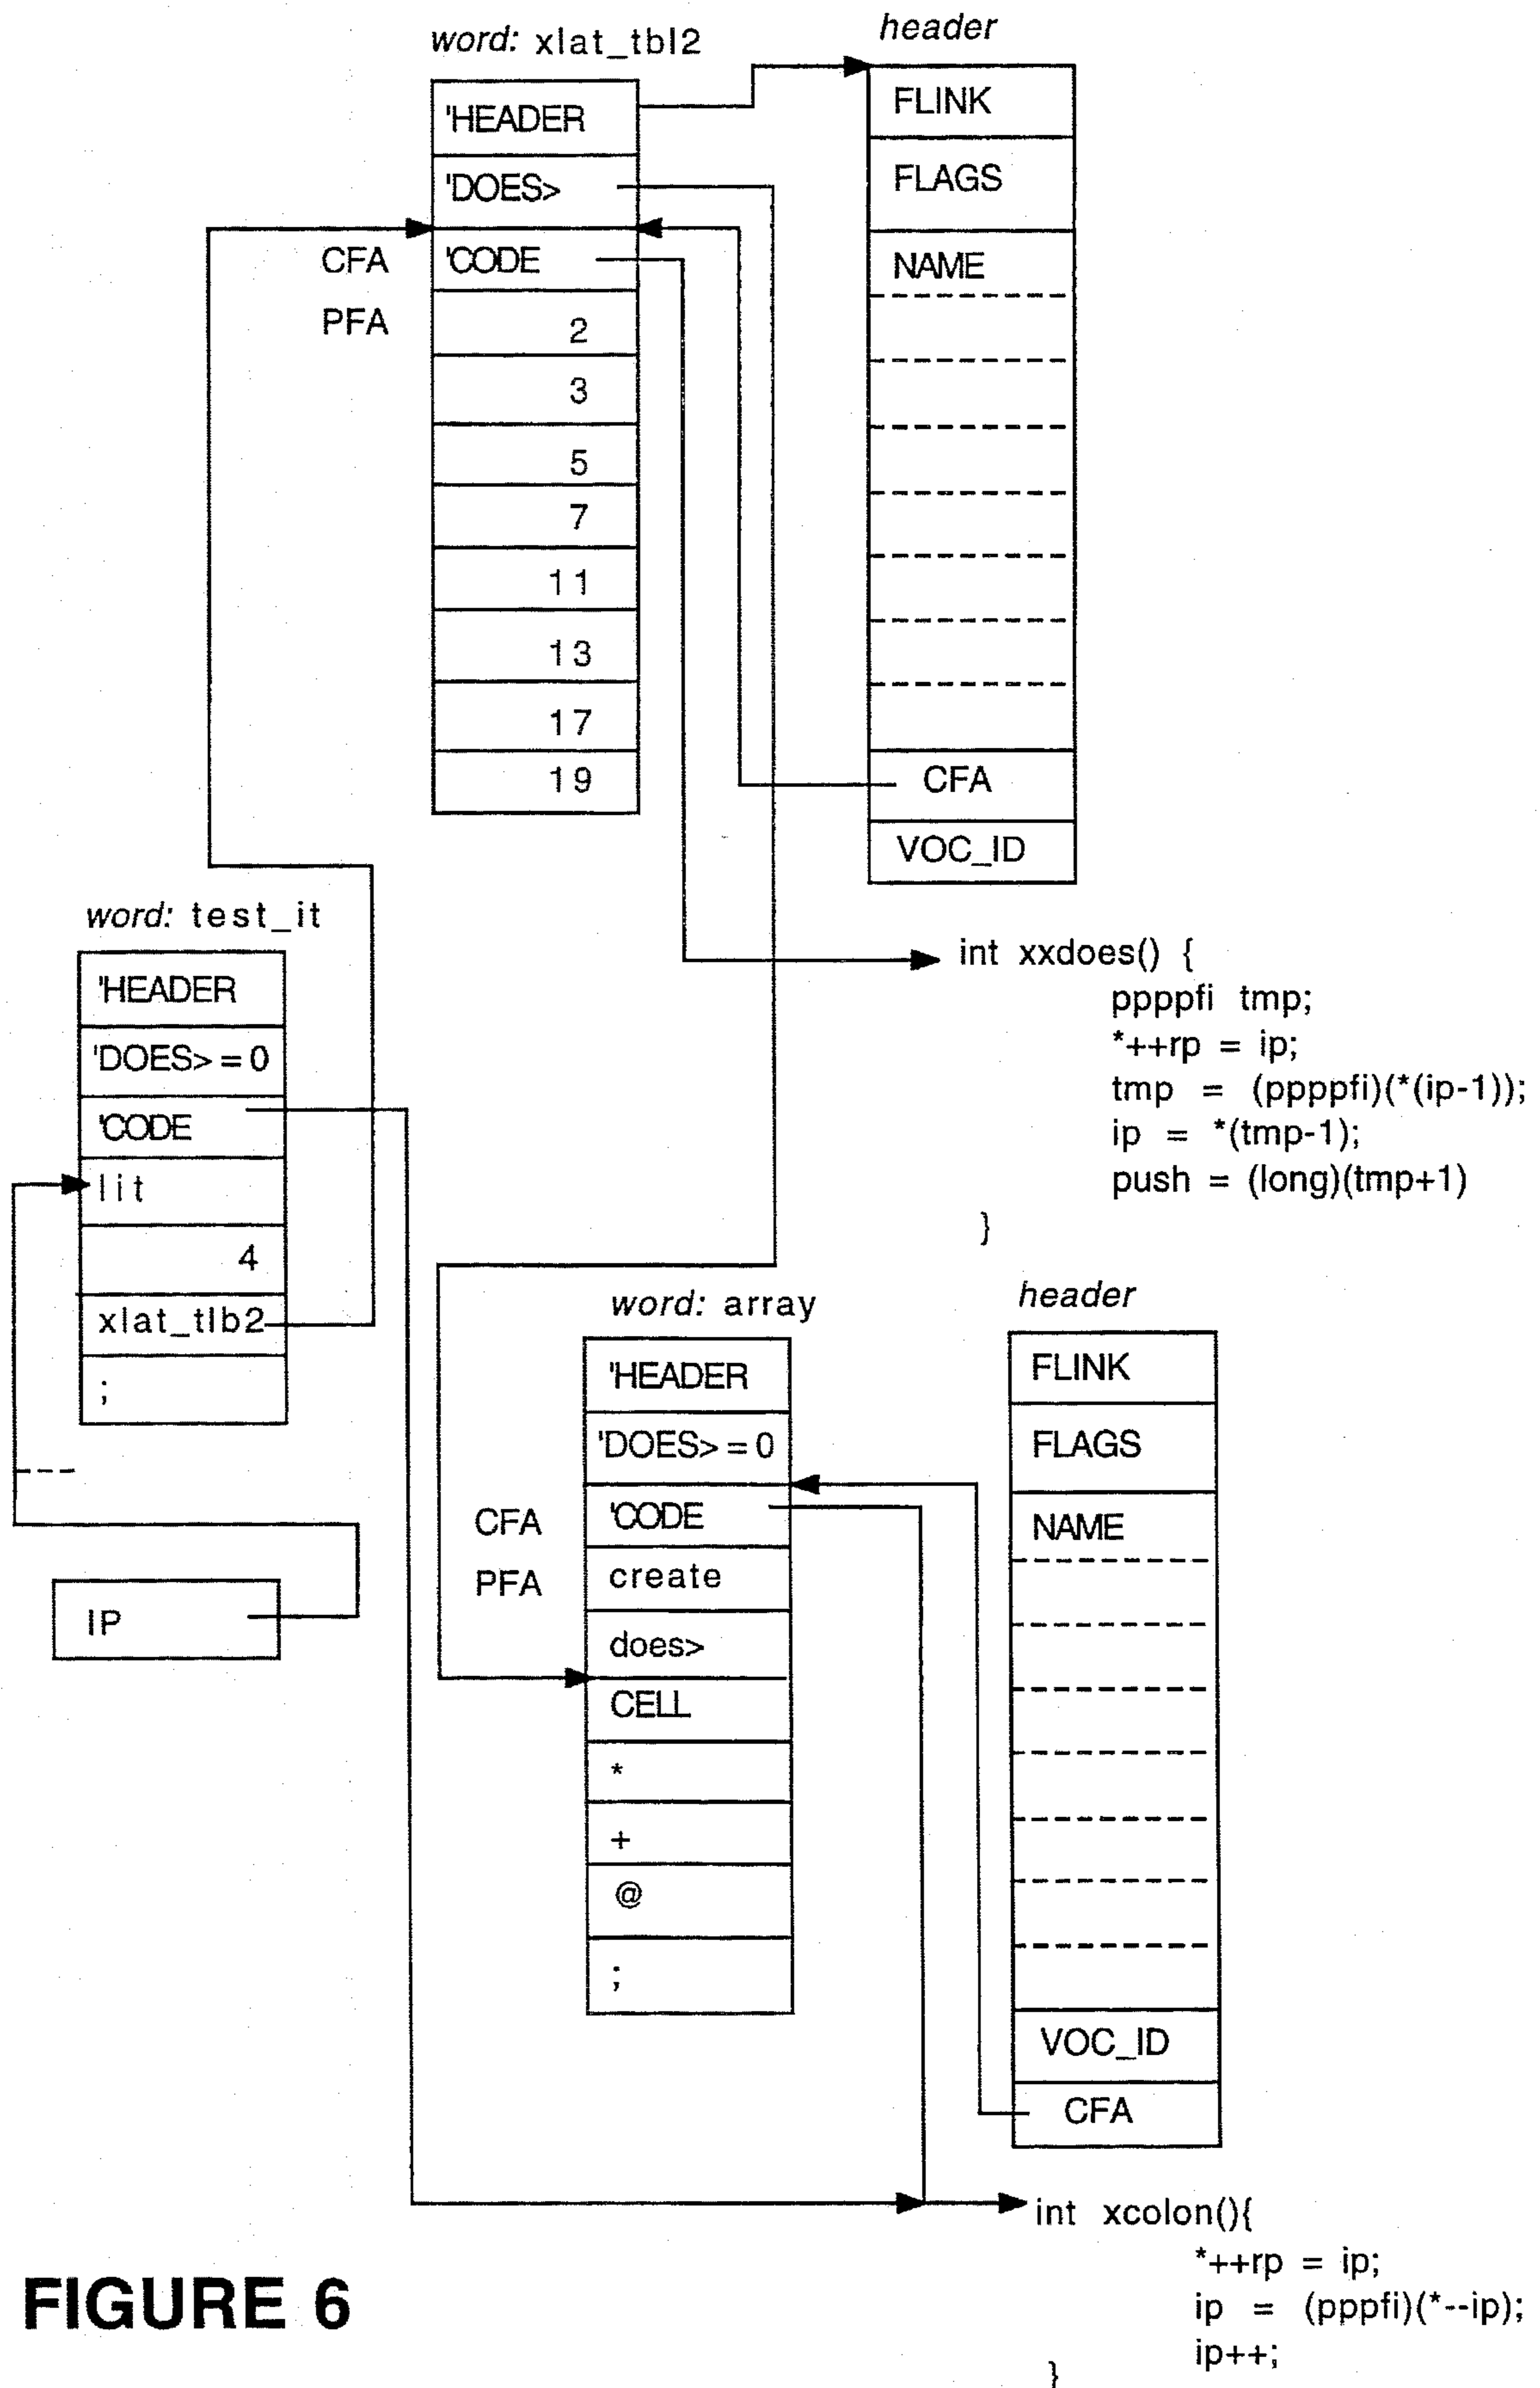 word: xlat_tbl2
'HEADER
'DOES>
CFA
'CODE
PFA
2
3
5
7
11
13
17
19
header
FLINK
FLAGS
NAME
CFA
VOC_ID
word: test_it
'HEADER
'DOES> = 0
'CODE
lit
4
xlat_tlb2
;
IP
int xxdoes() {
ppppfi tmp;
*++rp = ip;
tmp = (ppppfi)(*(ip-1));
ip = *(tmp-1);
push = (long)(tmp+1)
}
word: array
'HEADER
'DOES> = 0
CFA
'CODE
PFA
create
does>
CELL
*
+
@
;
header
FLINK
FLAGS
NAME
VOC_ID
CFA
int xcolon(){
*++rp = ip;
ip = (pppfi)(*--ip);
ip++;
}
FIGURE 6